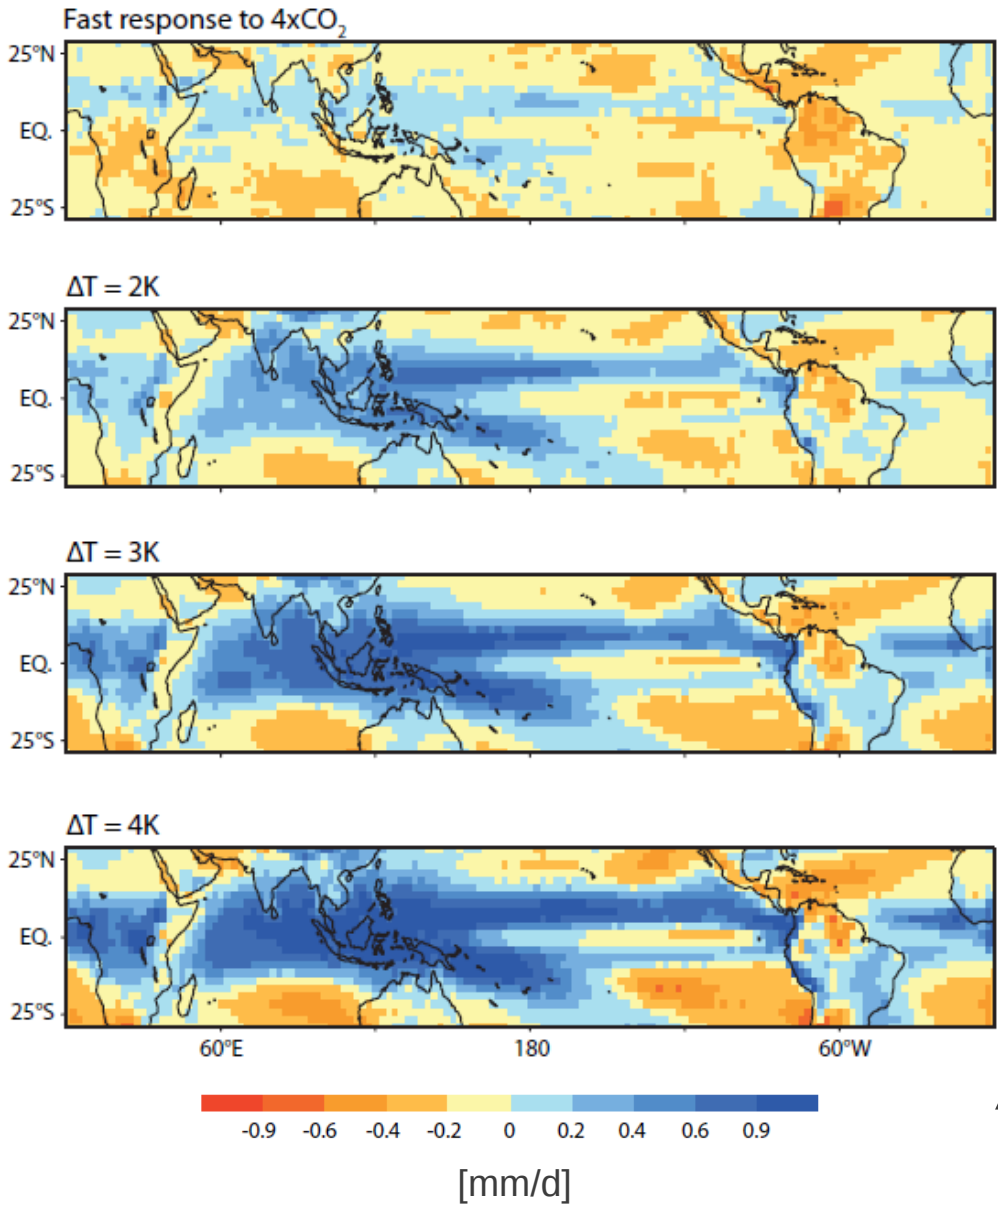 Fast response to 4xCO₂
25°N
EQ.
25°S
ΔT = 2K
25°N
EQ.
25°S
ΔT = 3K
25°N
EQ.
25°S
ΔT = 4K
25°N
EQ.
25°S
60°E 180 60°W
-0.9 -0.6 -0.4 -0.2 0 0.2 0.4 0.6 0.9
[mm/d]